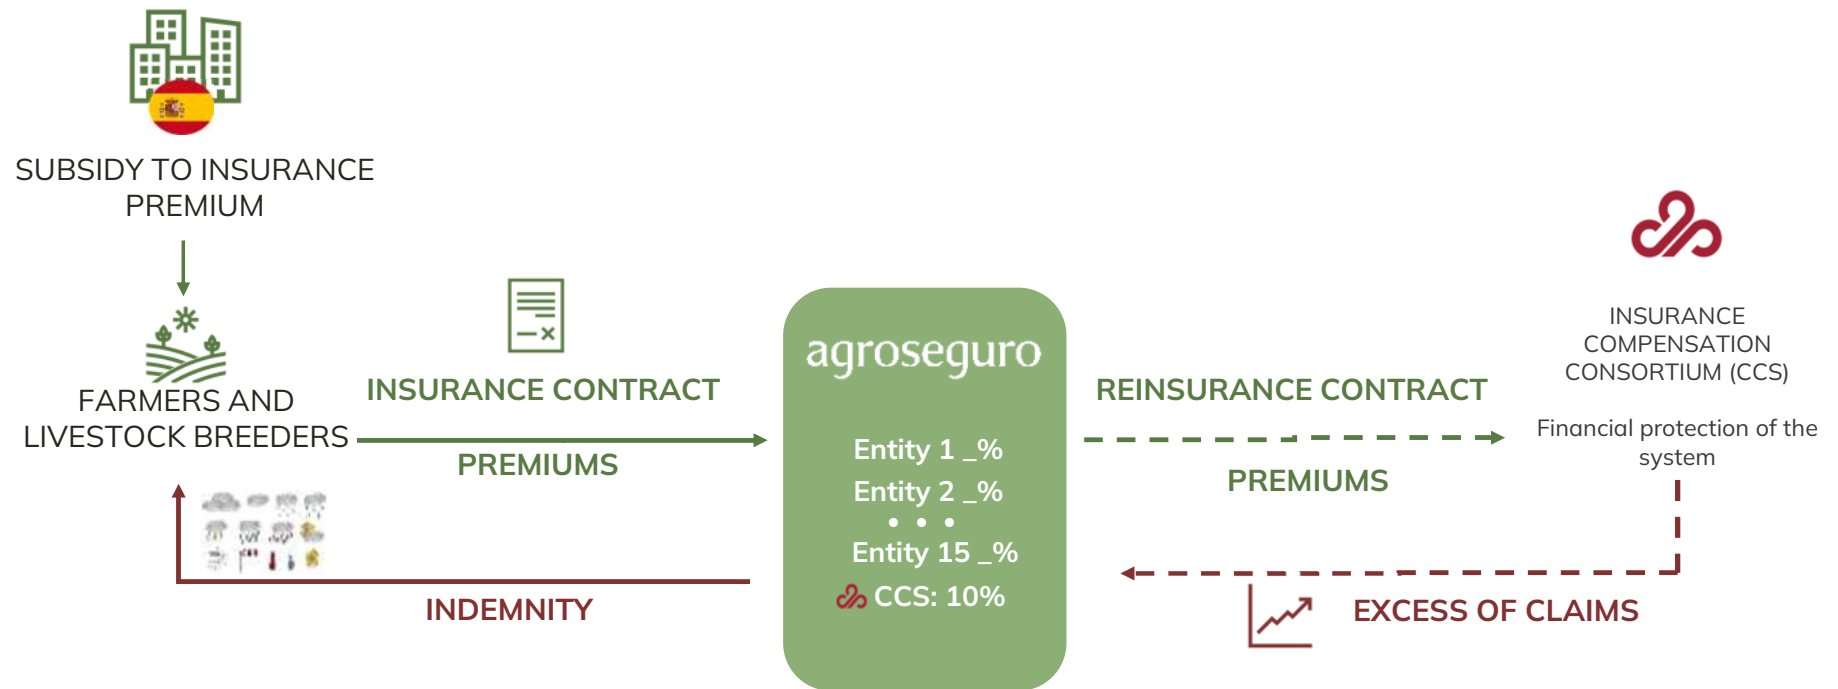 SUBSIDY TO INSURANCE
PREMIUM
FARMERS AND
LIVESTOCK BREEDERS
INSURANCE CONTRACT
PREMIUMS
INDEMNITY
agroseguro
Entity 1 _%
Entity 2 _%
• • •
Entity 15 _%
CCS: 10%
REINSURANCE CONTRACT
PREMIUMS
INSURANCE
COMPENSATION
CONSORTIUM (CCS)
Financial protection of the
system
EXCESS OF CLAIMS